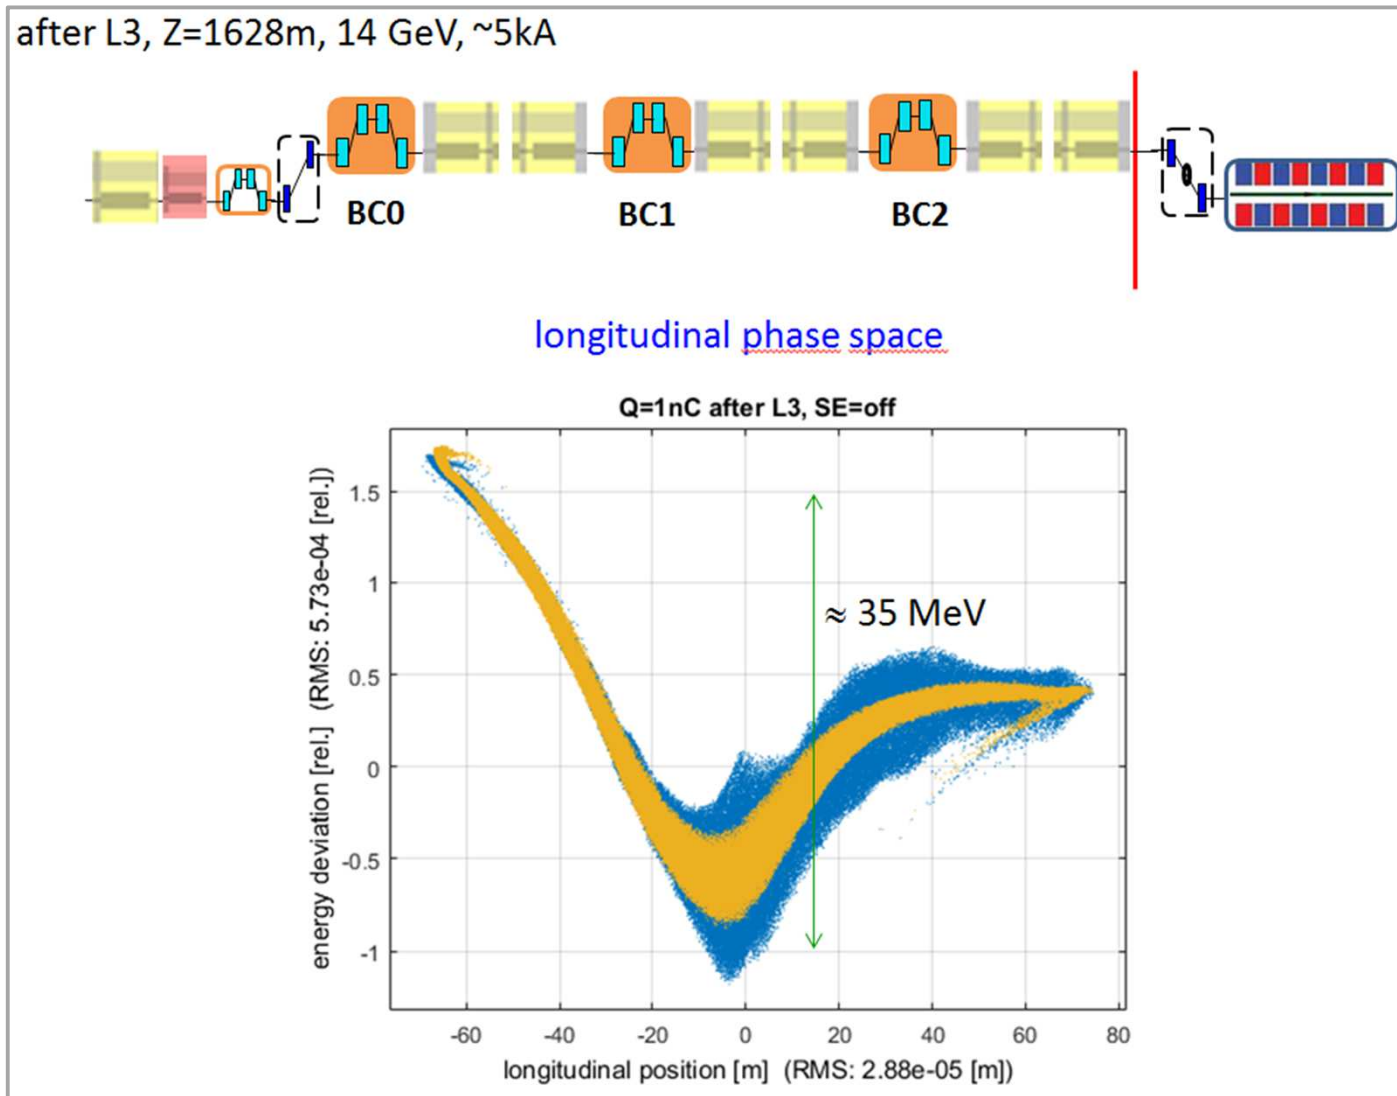 after L3, Z=1628m, 14 GeV, ~5kA
BC0
BC1
BC2
longitudinal phase space
Q=1nC after L3, SE=off
energy deviation [rel.] (RMS: 5.73e-04 [rel.])
1.5
1
0.5
0
-0.5
-1
≈ 35 MeV
-60
-40
-20
0
20
40
60
80
longitudinal position [m] (RMS: 2.88e-05 [m])